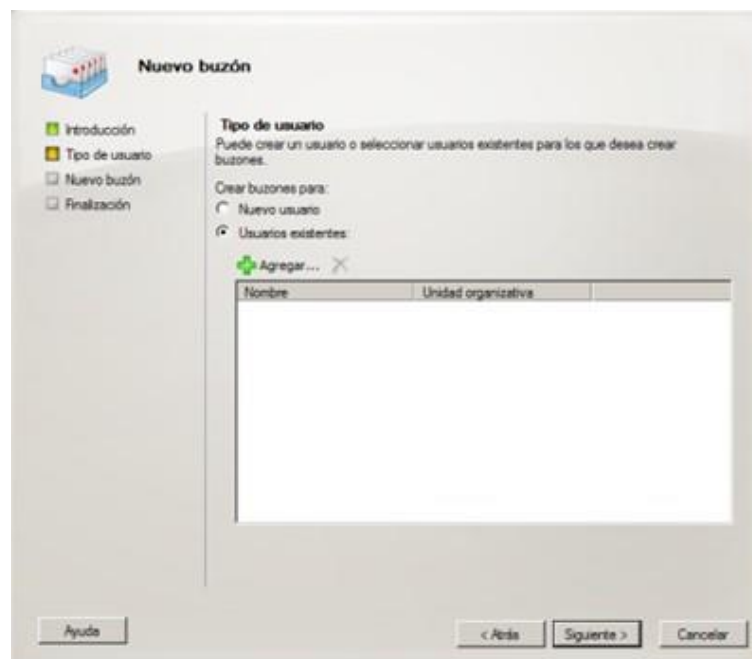 Nuevo buzón
Introducción
Tipo de usuario
Nuevo buzón
Finalización
Tipo de usuario
Puede crear un usuario o seleccionar usuarios existentes para los que desea crear
buzones.
Crear buzones para:
Nuevo usuario
Usuarios existentes:
Agregar...
Nombre
Unidad organizativa
Ayuda
< Atrás
Siguiente >
Cancelar